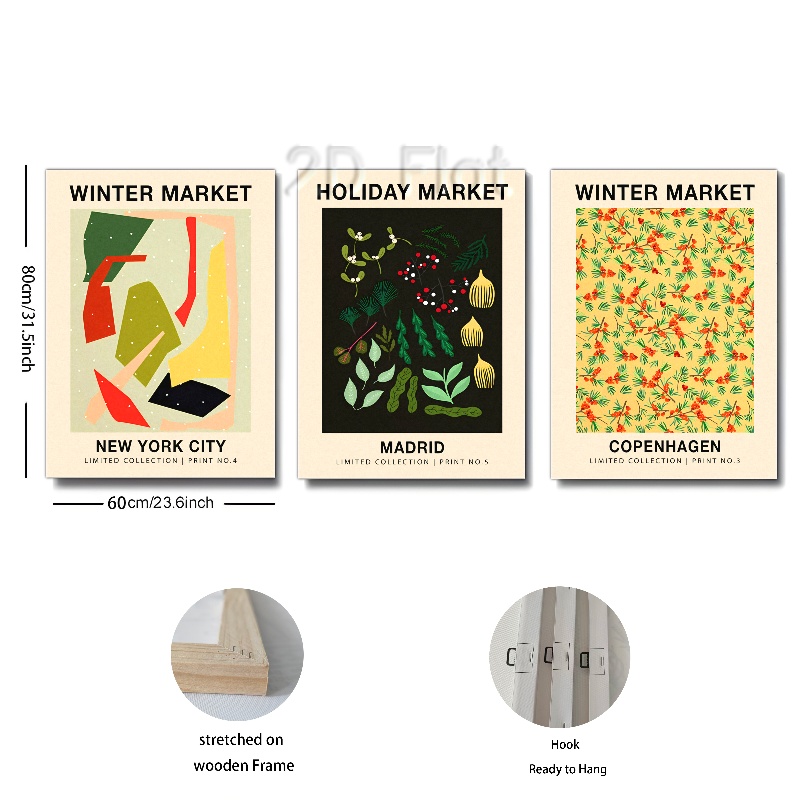 2D Flat
WINTER MARKET
NEW YORK CITY
LIMITED COLLECTION | PRINT NO.4
HOLIDAY MARKET
MADRID
LIMITED COLLECTION | PRINT NO.5
WINTER MARKET
COPENHAGEN
LIMITED COLLECTION | PRINT NO.3
80cm/31.5inch
60cm/23.6inch
stretched on
wooden Frame
Hook
Ready to Hang